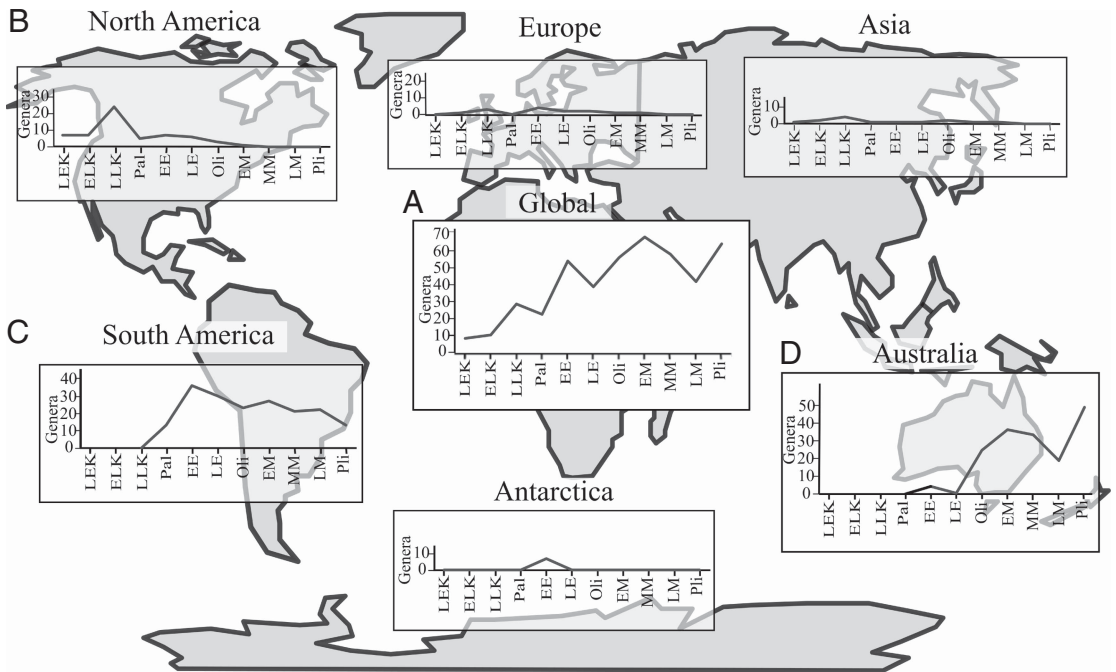 B
North America
Genera
30
20
10
0
LEK
ELK
LLK
Pal
EE
LE
Oli
EM
MM
LM
Pli
Europe
Genera
20
10
0
LEK
ELK
LLK
Pal
EE
LE
Oli
EM
MM
LM
Pli
Asia
Genera
10
0
LEK
ELK
LLK
Pal
EE
LE
Oli
EM
MM
LM
Pli
A
Global
Genera
70
60
50
40
30
20
10
0
LEK
ELK
LLK
Pal
EE
LE
Oli
EM
MM
LM
Pli
C
South America
Genera
40
30
20
10
0
LEK
ELK
LLK
Pal
EE
LE
Oli
EM
MM
LM
Pli
D
Australia
Genera
50
40
30
20
10
0
LEK
ELK
LLK
Pal
EE
LE
Oli
EM
MM
LM
Pli
Antarctica
Genera
10
0
LEK
ELK
LLK
Pal
EE
LE
Oli
EM
MM
LM
Pli